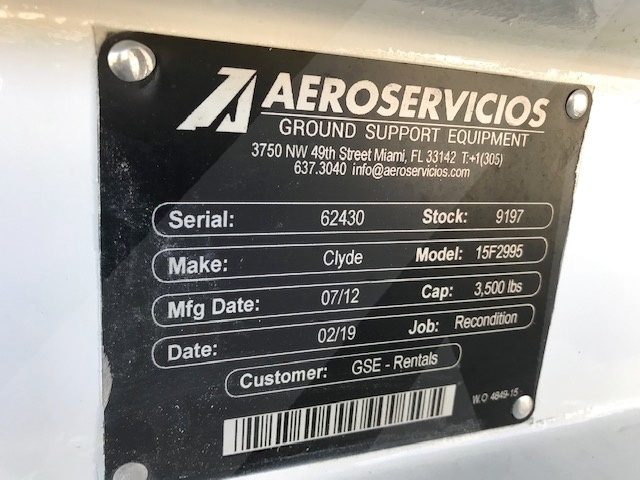 AEROSERVICIOS
GROUND SUPPORT EQUIPMENT
3750 NW 49th Street Miami, FL 33142 T:+1(305)
637.3040 info@aeroservicios.com
Serial: 62430 Stock: 9197
Make: Clyde Model: 15F2995
Mfg Date: 07/12 Cap: 3,500 lbs
Date: 02/19 Job: Recondition
Customer: GSE - Rentals
W.O 4849-15